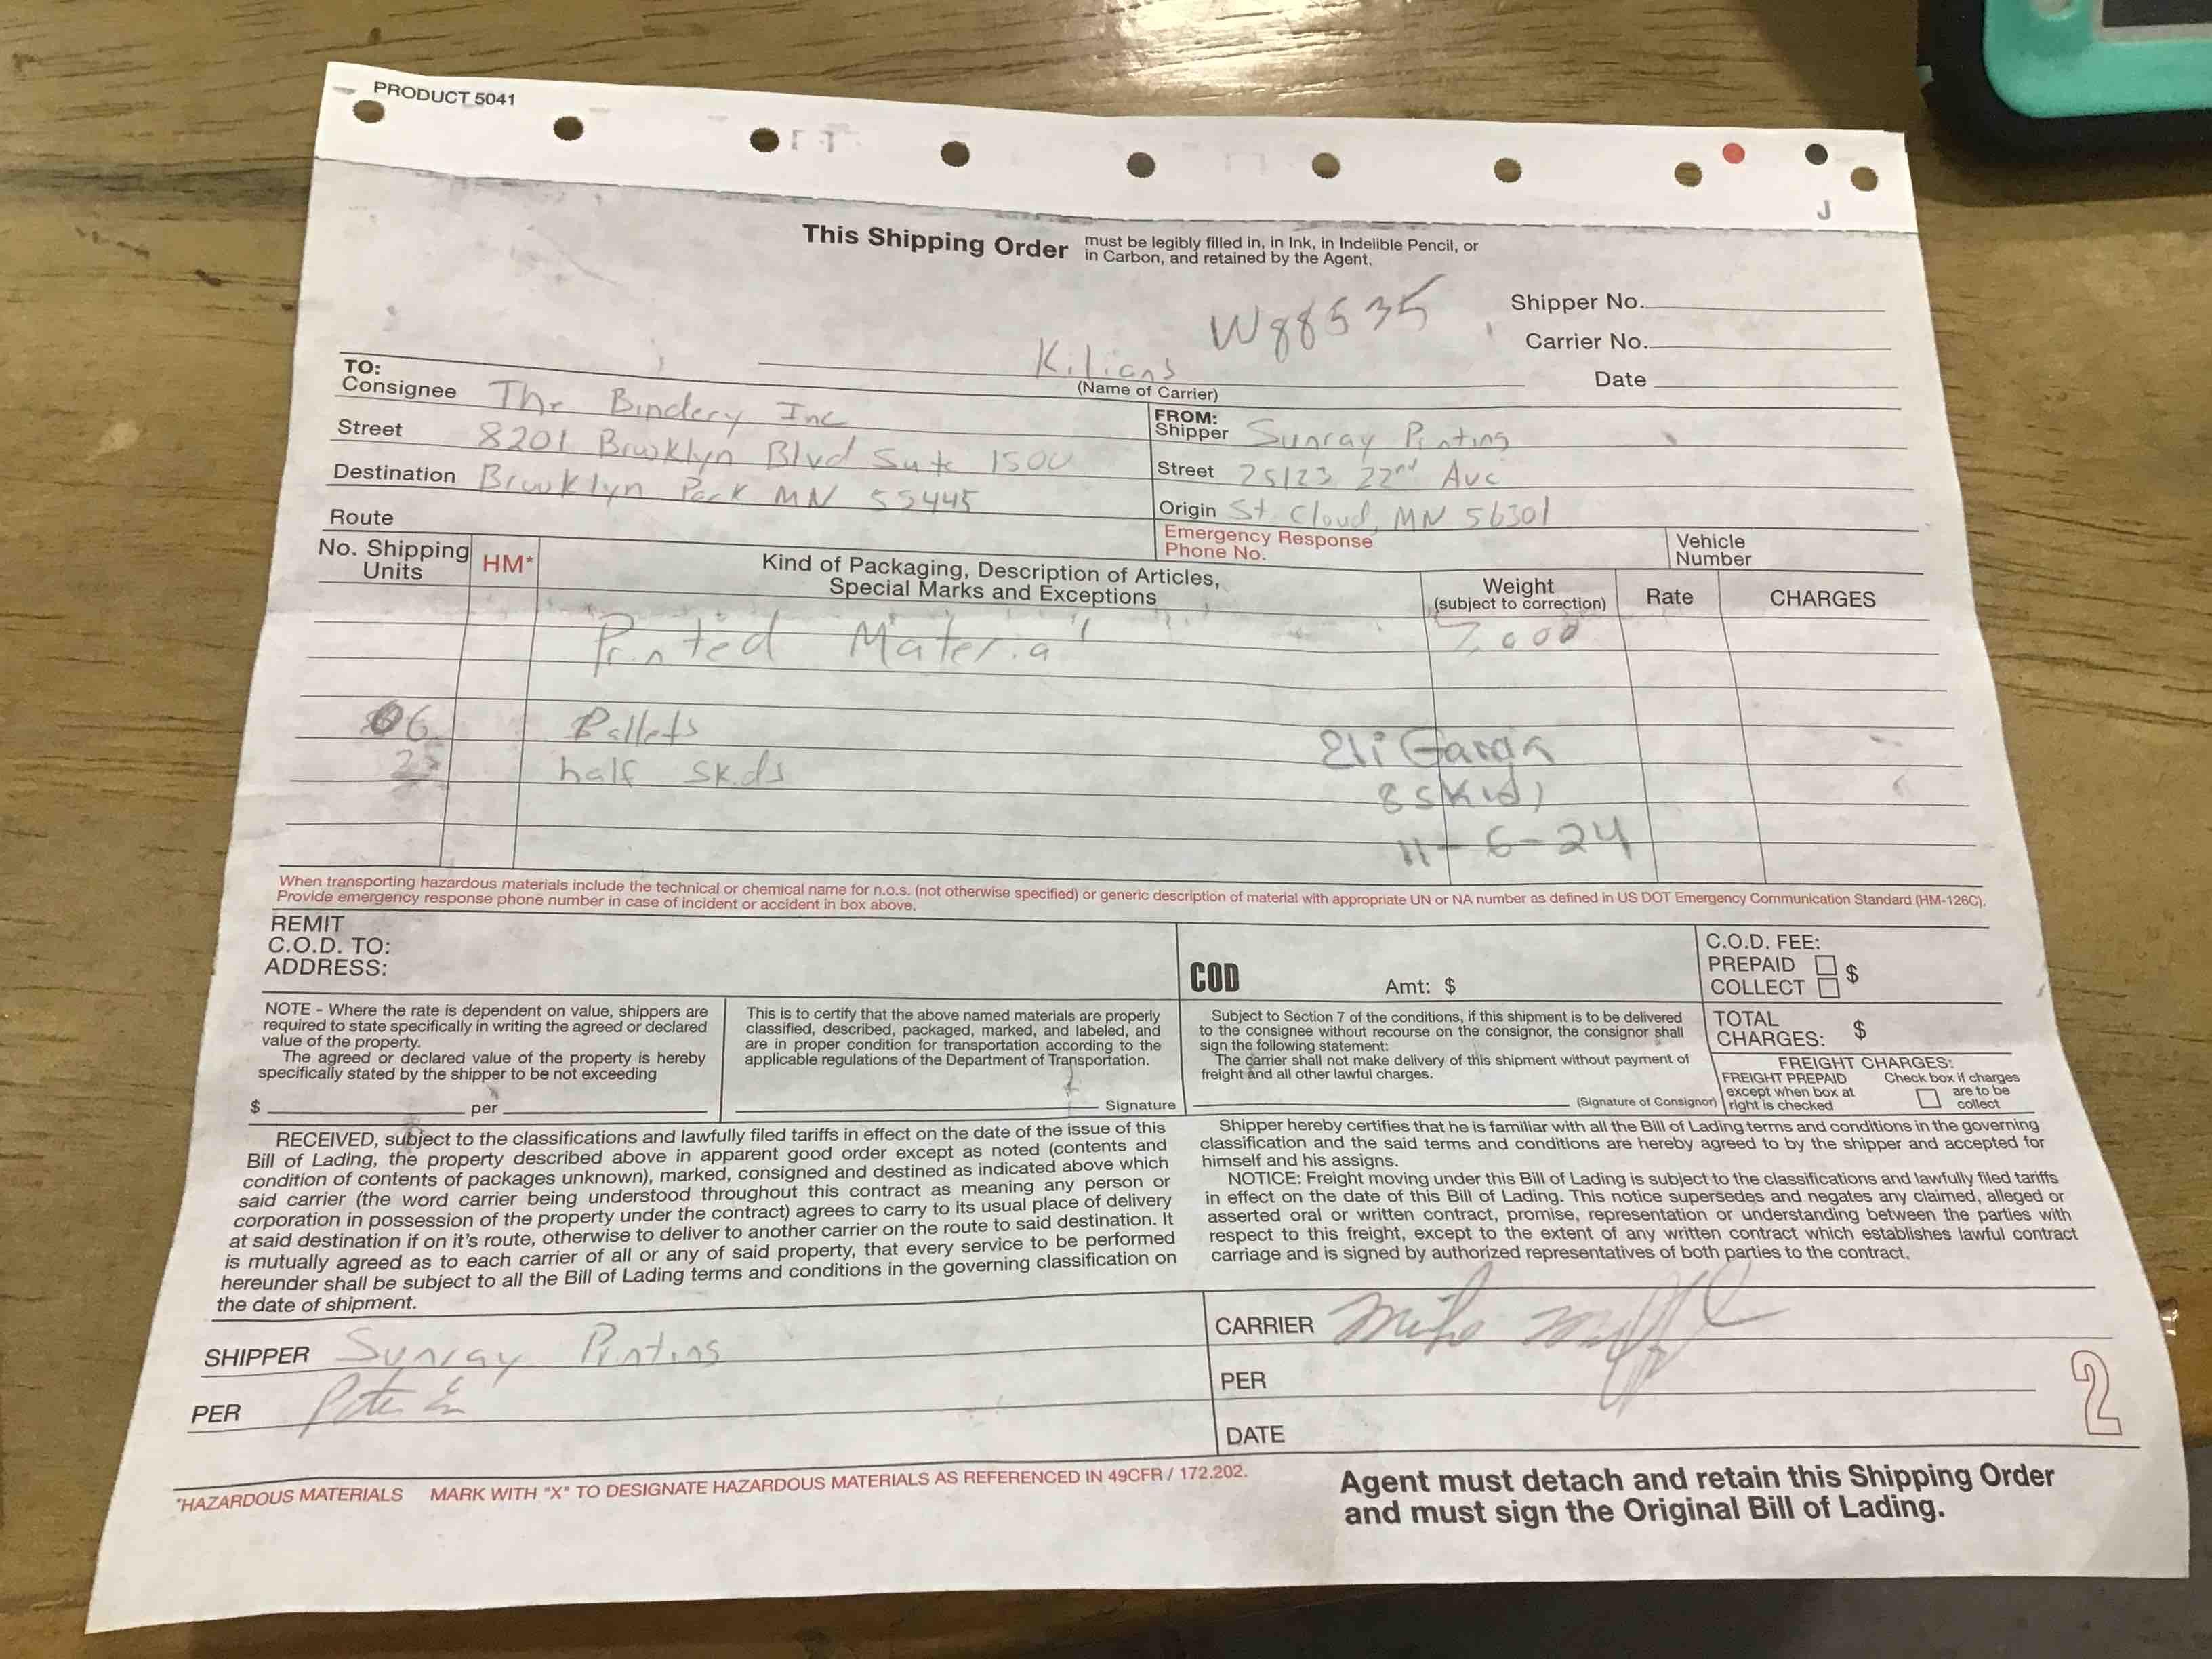 PRODUCT 5041
J
This Shipping Order must be legibly filled in, in Ink, in Indelible Pencil, or
in Carbon, and retained by the Agent.
W88535
Shipper No.
Carrier No.
Date
Kilians
(Name of Carrier)
TO:
Consignee The Bindery Inc
Street 8201 Brooklyn Blvd Suite 1500
Destination Brooklyn Park MN 55445
Route
FROM:
Shipper Sunray Printing
Street 25123 22nd Ave
Origin St. Cloud, MN 56301
Emergency Response
Phone No.
Vehicle
Number
No. Shipping
Units
HM*
Kind of Packaging, Description of Articles,
Special Marks and Exceptions
Weight
(subject to correction)
Rate
CHARGES
Printed Material 7,000
6 Pallets
2 half skids
Eli
8 skids
11-6-24
When transporting hazardous materials include the technical or chemical name for n.o.s. (not otherwise specified) or generic description of material with appropriate UN or NA number as defined in US DOT Emergency Communication Standard (HM-126C).
Provide emergency response phone number in case of incident or accident in box above.
REMIT
C.O.D. TO:
ADDRESS:
COD Amt: $
C.O.D. FEE:
PREPAID
COLLECT $
NOTE - Where the rate is dependent on value, shippers are
required to state specifically in writing the agreed or declared
value of the property.
The agreed or declared value of the property is hereby
specifically stated by the shipper to be not exceeding
$ per
This is to certify that the above named materials are properly
classified, described, packaged, marked, and labeled, and
are in proper condition for transportation according to the
applicable regulations of the Department of Transportation.
Signature
Subject to Section 7 of the conditions, if this shipment is to be delivered
to the consignee without recourse on the consignor, the consignor shall
sign the following statement:
The carrier shall not make delivery of this shipment without payment of
freight and all other lawful charges.
(Signature of Consignor)
TOTAL
CHARGES: $
FREIGHT CHARGES:
FREIGHT PREPAID
except when box at
right is checked
Check box if charges
are to be
collect
RECEIVED, subject to the classifications and lawfully filed tariffs in effect on the date of the issue of this
Bill of Lading, the property described above in apparent good order except as noted (contents and
condition of contents of packages unknown), marked, consigned and destined as indicated above which
said carrier (the word carrier being understood throughout this contract as meaning any person or
corporation in possession of the property under the contract) agrees to carry to its usual place of delivery
at said destination if on it's route, otherwise to deliver to another carrier on the route to said destination. It
is mutually agreed as to each carrier of all or any of said property, that every service to be performed
hereunder shall be subject to all the Bill of Lading terms and conditions in the governing classification on
the date of shipment.
Shipper hereby certifies that he is familiar with all the Bill of Lading terms and conditions in the governing
classification and the said terms and conditions are hereby agreed to by the shipper and accepted for
himself and his assigns.
NOTICE: Freight moving under this Bill of Lading is subject to the classifications and lawfully filed tariffs
in effect on the date of this Bill of Lading. This notice supersedes and negates any claimed, alleged or
asserted oral or written contract, promise, representation or understanding between the parties with
respect to this freight, except to the extent of any written contract which establishes lawful contract
carriage and is signed by authorized representatives of both parties to the contract.
SHIPPER Sunray Printing
PER
CARRIER Mike
PER
DATE
2
*HAZARDOUS MATERIALS MARK WITH "X" TO DESIGNATE HAZARDOUS MATERIALS AS REFERENCED IN 49CFR / 172.202.
Agent must detach and retain this Shipping Order
and must sign the Original Bill of Lading.